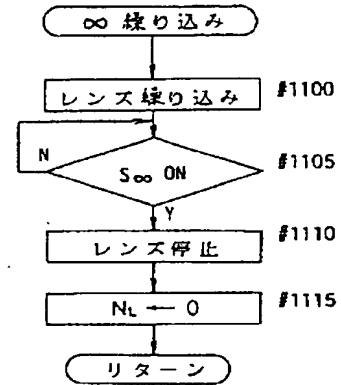 ∞ 繰り込み
レンズ繰り込み #1100
N
S∞ ON #1105
Y
レンズ停止 #1110
NL ← 0 #1115
リターン